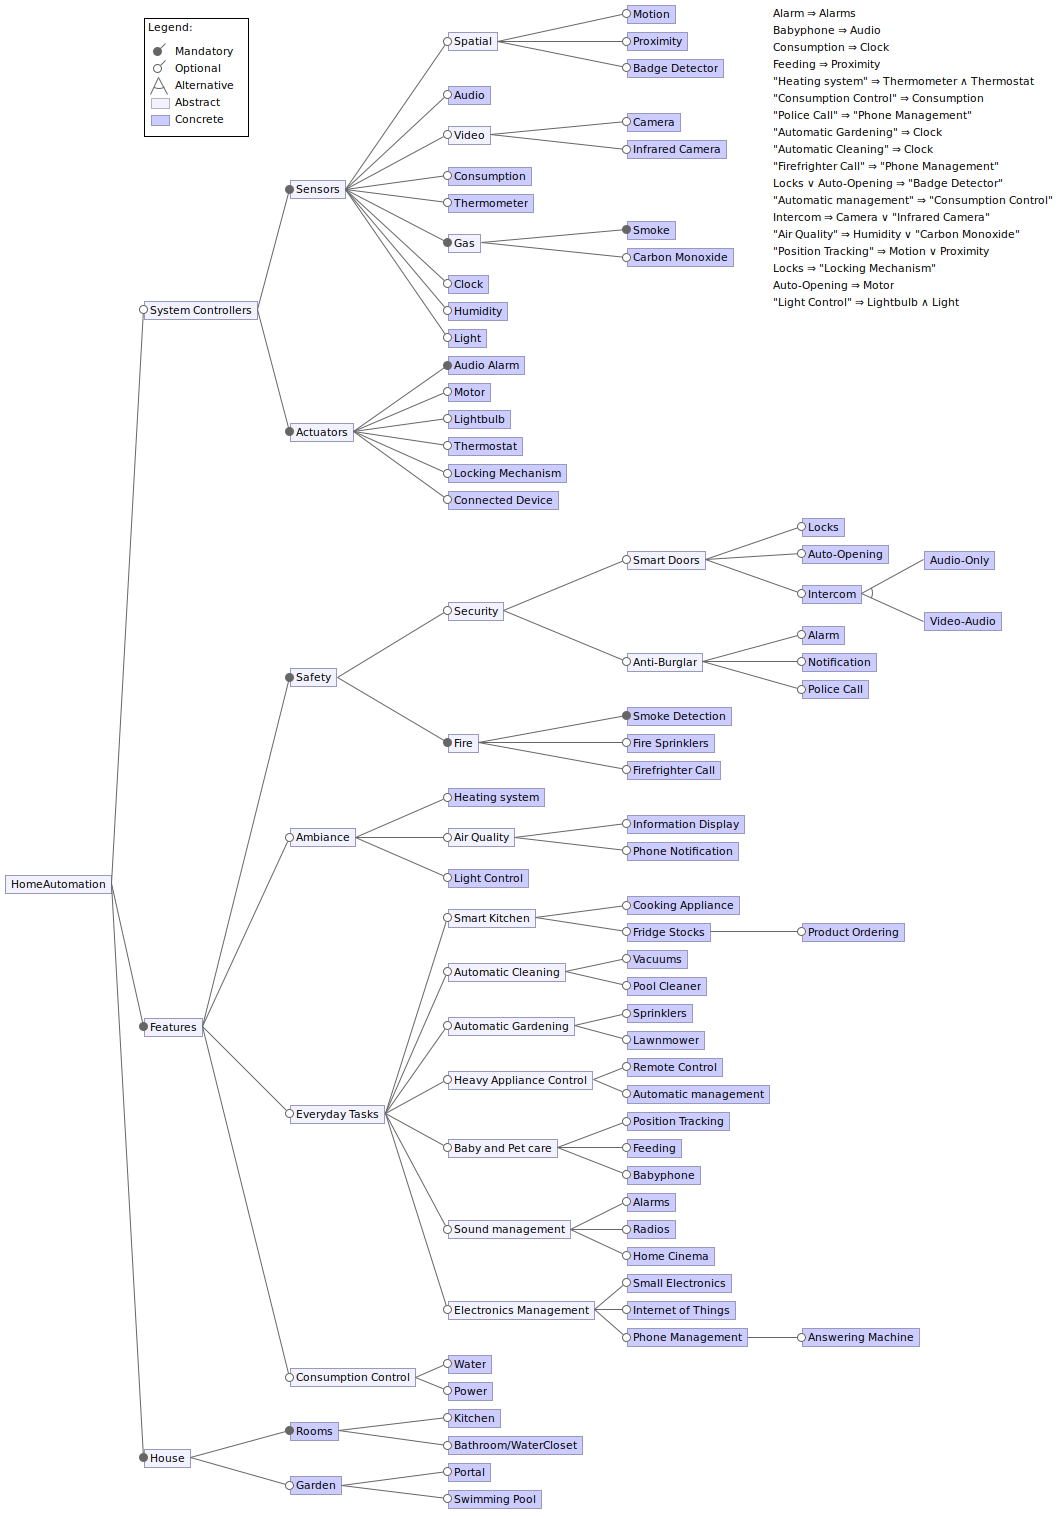 Legend:
Mandatory
Optional
Alternative
Abstract
Concrete
Alarm ⇒ Alarms
Babyphone ⇒ Audio
Consumption ⇒ Clock
Feeding ⇒ Proximity
"Heating system" ⇒ Thermometer ∧ Thermostat
"Consumption Control" ⇒ Consumption
"Police Call" ⇒ "Phone Management"
"Automatic Gardening" ⇒ Clock
"Automatic Cleaning" ⇒ Clock
"Firefrighter Call" ⇒ "Phone Management"
Locks ∨ Auto-Opening ⇒ "Badge Detector"
"Automatic management" ⇒ "Consumption Control"
Intercom ⇒ Camera ∨ "Infrared Camera"
"Air Quality" ⇒ Humidity ∨ "Carbon Monoxide"
"Position Tracking" ⇒ Motion ∨ Proximity
Locks ⇒ "Locking Mechanism"
Auto-Opening ⇒ Motor
"Light Control" ⇒ Lightbulb ∧ Light
HomeAutomation
System Controllers
Sensors
Spatial
Motion
Proximity
Badge Detector
Audio
Video
Camera
Infrared Camera
Consumption
Thermometer
Gas
Smoke
Carbon Monoxide
Clock
Humidity
Light
Actuators
Audio Alarm
Motor
Lightbulb
Thermostat
Locking Mechanism
Connected Device
Features
Safety
Security
Smart Doors
Locks
Auto-Opening
Intercom
Audio-Only
Video-Audio
Anti-Burglar
Alarm
Notification
Police Call
Fire
Smoke Detection
Fire Sprinklers
Firefrighter Call
Ambiance
Heating system
Air Quality
Information Display
Phone Notification
Light Control
Everyday Tasks
Smart Kitchen
Cooking Appliance
Fridge Stocks
Product Ordering
Automatic Cleaning
Vacuums
Pool Cleaner
Automatic Gardening
Sprinklers
Lawnmower
Heavy Appliance Control
Remote Control
Automatic management
Baby and Pet care
Position Tracking
Feeding
Babyphone
Sound management
Alarms
Radios
Home Cinema
Electronics Management
Small Electronics
Internet of Things
Phone Management
Answering Machine
Consumption Control
Water
Power
House
Rooms
Kitchen
Bathroom/WaterCloset
Garden
Portal
Swimming Pool